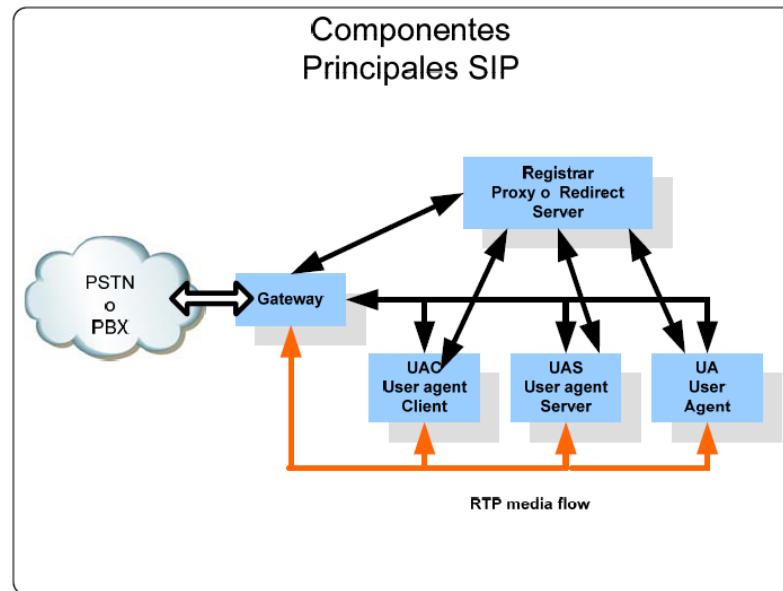 Componentes
Principales SIP
Registrar
Proxy o Redirect
Server
PSTN
o
PBX
Gateway
UAC
User agent
Client
UAS
User agent
Server
UA
User
Agent
RTP media flow